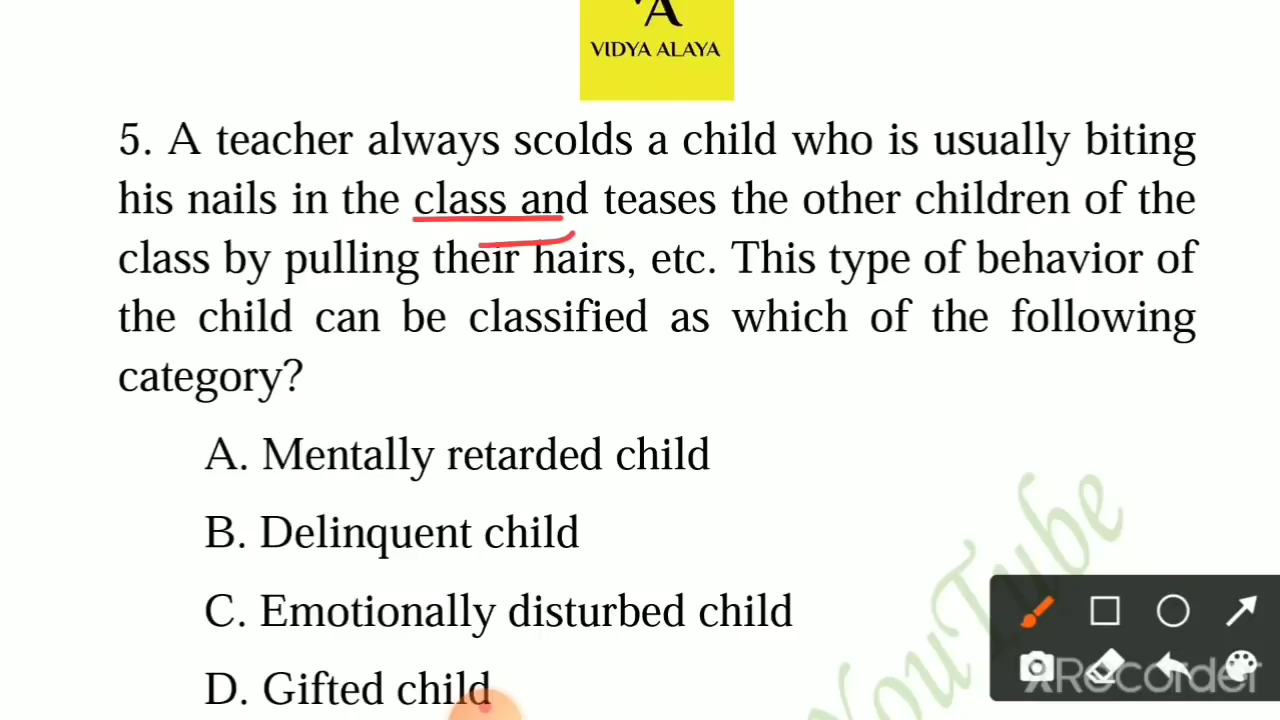 A
VIDYA ALAYA
5. A teacher always scolds a child who is usually biting
his nails in the class and teases the other children of the
class by pulling their hairs, etc. This type of behavior of
the child can be classified as which of the following
category?
A. Mentally retarded child
B. Delinquent child
C. Emotionally disturbed child
D. Gifted child
YouTube
XRecorder